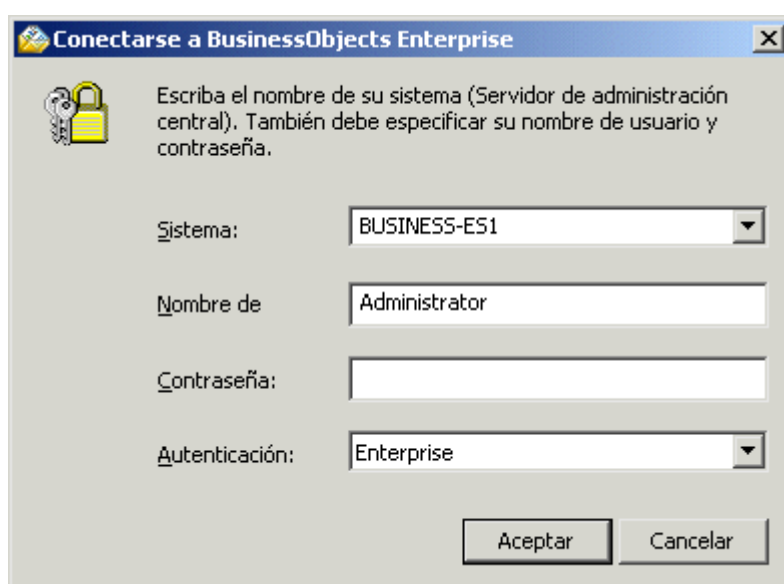 Conectarse a BusinessObjects Enterprise
Escriba el nombre de su sistema (Servidor de administración
central). También debe especificar su nombre de usuario y
contraseña.
Sistema: BUSINESS-ES1
Nombre de Administrator
Contraseña:
Autenticación: Enterprise
Aceptar Cancelar